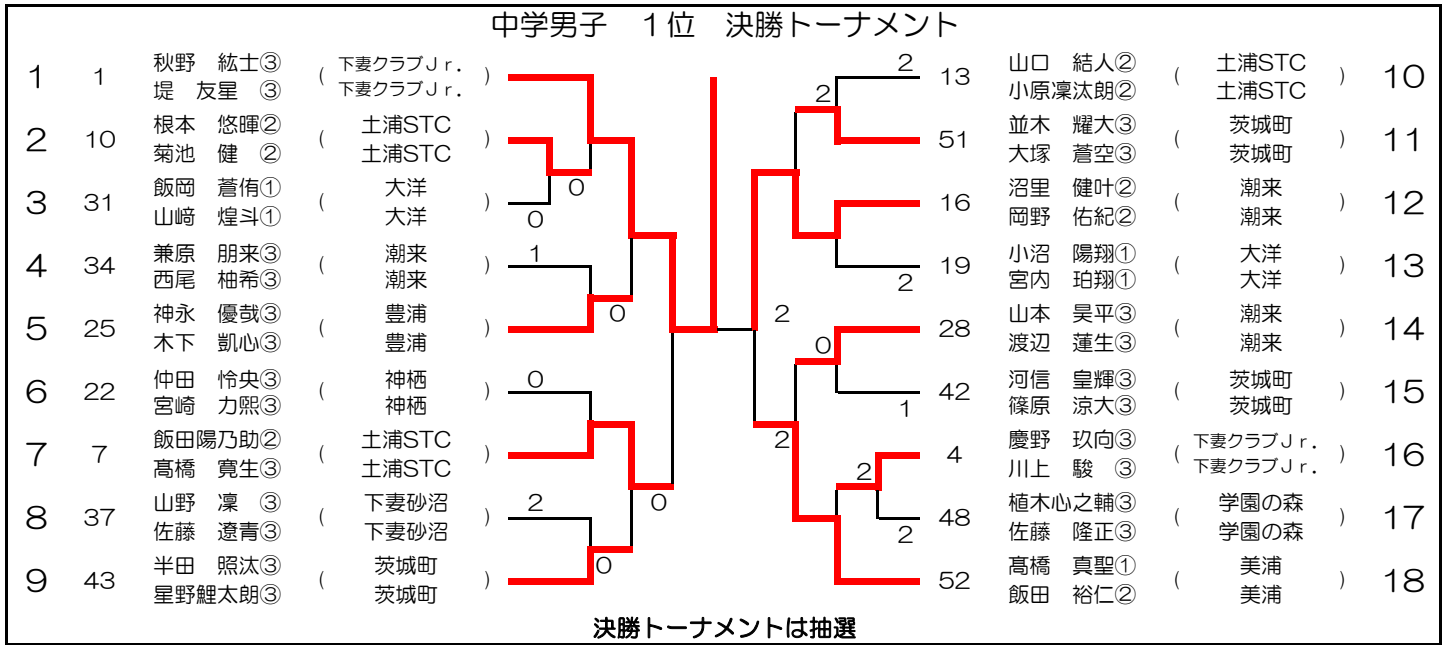 中学男子　１位　決勝トーナメント
1 1 秋野　紘士③ ( 下妻クラブＪｒ. )
堤　友星　③ 下妻クラブＪｒ.
2 10 根本　悠暉② ( 土浦STC )
菊池　健　② 土浦STC
0
3 31 飯岡　蒼侑① ( 大洋 )
山﨑　煌斗① 大洋
0
4 34 兼原　朋来③ ( 潮来 ) 1
西尾　柚希③ 潮来
0
5 25 神永　優哉③ ( 豊浦 )
木下　凱心③ 豊浦
6 22 仲田　怜央③ ( 神栖 ) 0
宮崎　力熙③ 神栖
7 7 飯田陽乃助② ( 土浦STC )
髙橋　寛生③ 土浦STC
0
8 37 山野　凜　③ ( 下妻砂沼 ) 2
佐藤　遼青③ 下妻砂沼
0
9 43 半田　照汰③ ( 茨城町 )
星野鯉太朗③ 茨城町
2 13 山口　結人② ( 土浦STC ) 10
小原凜汰朗② 土浦STC
2
51 並木　耀大③ ( 茨城町 ) 11
大塚　蒼空③ 茨城町
16 沼里　健叶② ( 潮来 ) 12
岡野　佑紀② 潮来
19 小沼　陽翔① ( 大洋 ) 13
2 宮内　珀翔① 大洋
2
28 山本　昊平③ ( 潮来 ) 14
0 渡辺　蓮生③ 潮来
42 河信　皇輝③ ( 茨城町 ) 15
1 篠原　涼大③ 茨城町
2
4 慶野　玖向③ ( 下妻クラブＪｒ. ) 16
2 川上　駿　③ 下妻クラブＪｒ.
48 植木心之輔③ ( 学園の森 ) 17
2 佐藤　隆正③ 学園の森
52 髙橋　真聖① ( 美浦 ) 18
飯田　裕仁② 美浦
決勝トーナメントは抽選